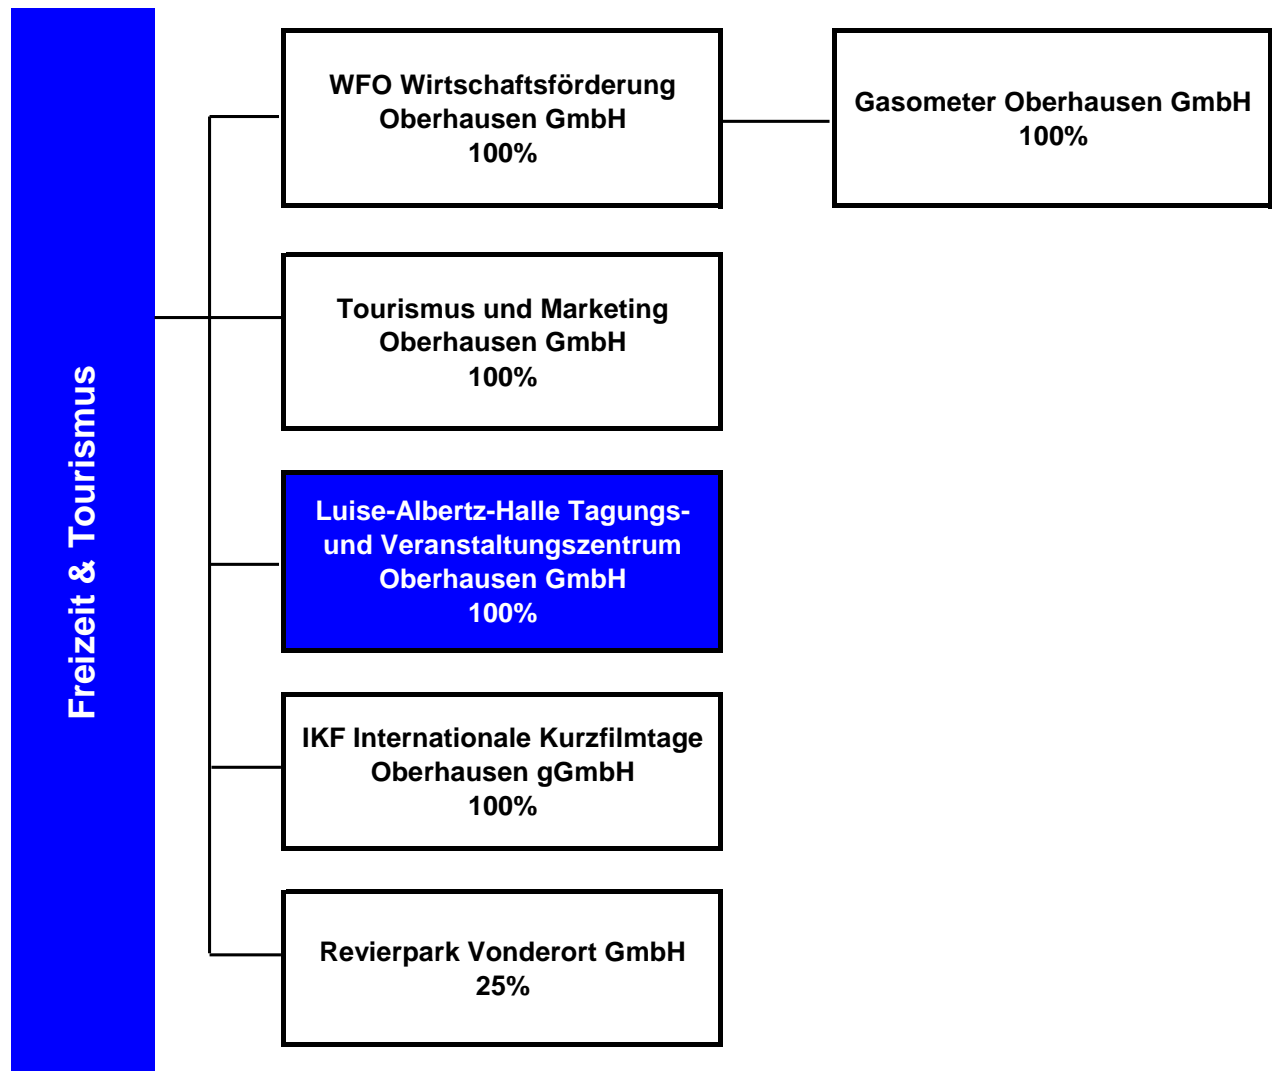 Freizeit & Tourismus
WFO Wirtschaftsförderung
Oberhausen GmbH
100%
Gasometer Oberhausen GmbH
100%
Tourismus und Marketing
Oberhausen GmbH
100%
Luise-Albertz-Halle Tagungs-
und Veranstaltungszentrum
Oberhausen GmbH
100%
IKF Internationale Kurzfilmtage
Oberhausen gGmbH
100%
Revierpark Vonderort GmbH
25%